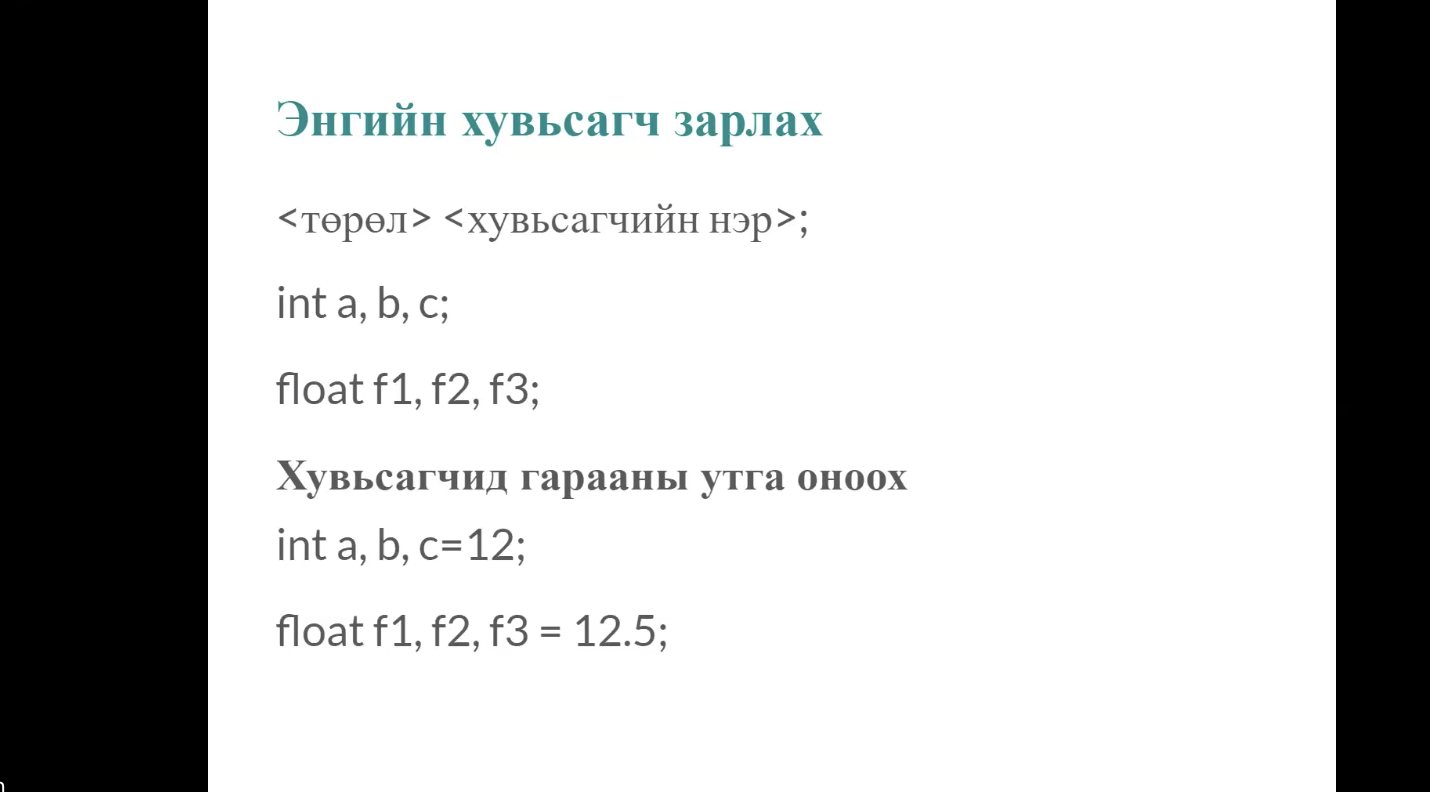 Энгийн хувьсагч зарлах
<төрөл> <хувьсагчийн нэр>;
int a, b, c;
float f1, f2, f3;
Хувьсагчид гарааны утга оноох
int a, b, c=12;
float f1, f2, f3 = 12.5;